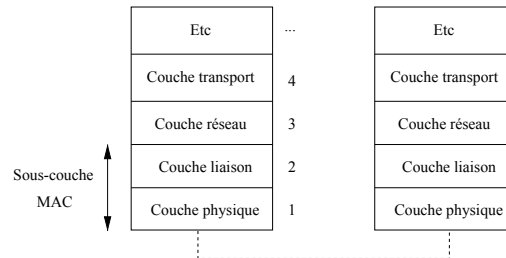 Etc ... Etc
Couche transport 4 Couche transport
Couche réseau 3 Couche réseau
Couche liaison 2 Couche liaison
Sous-couche
MAC
Couche physique 1 Couche physique